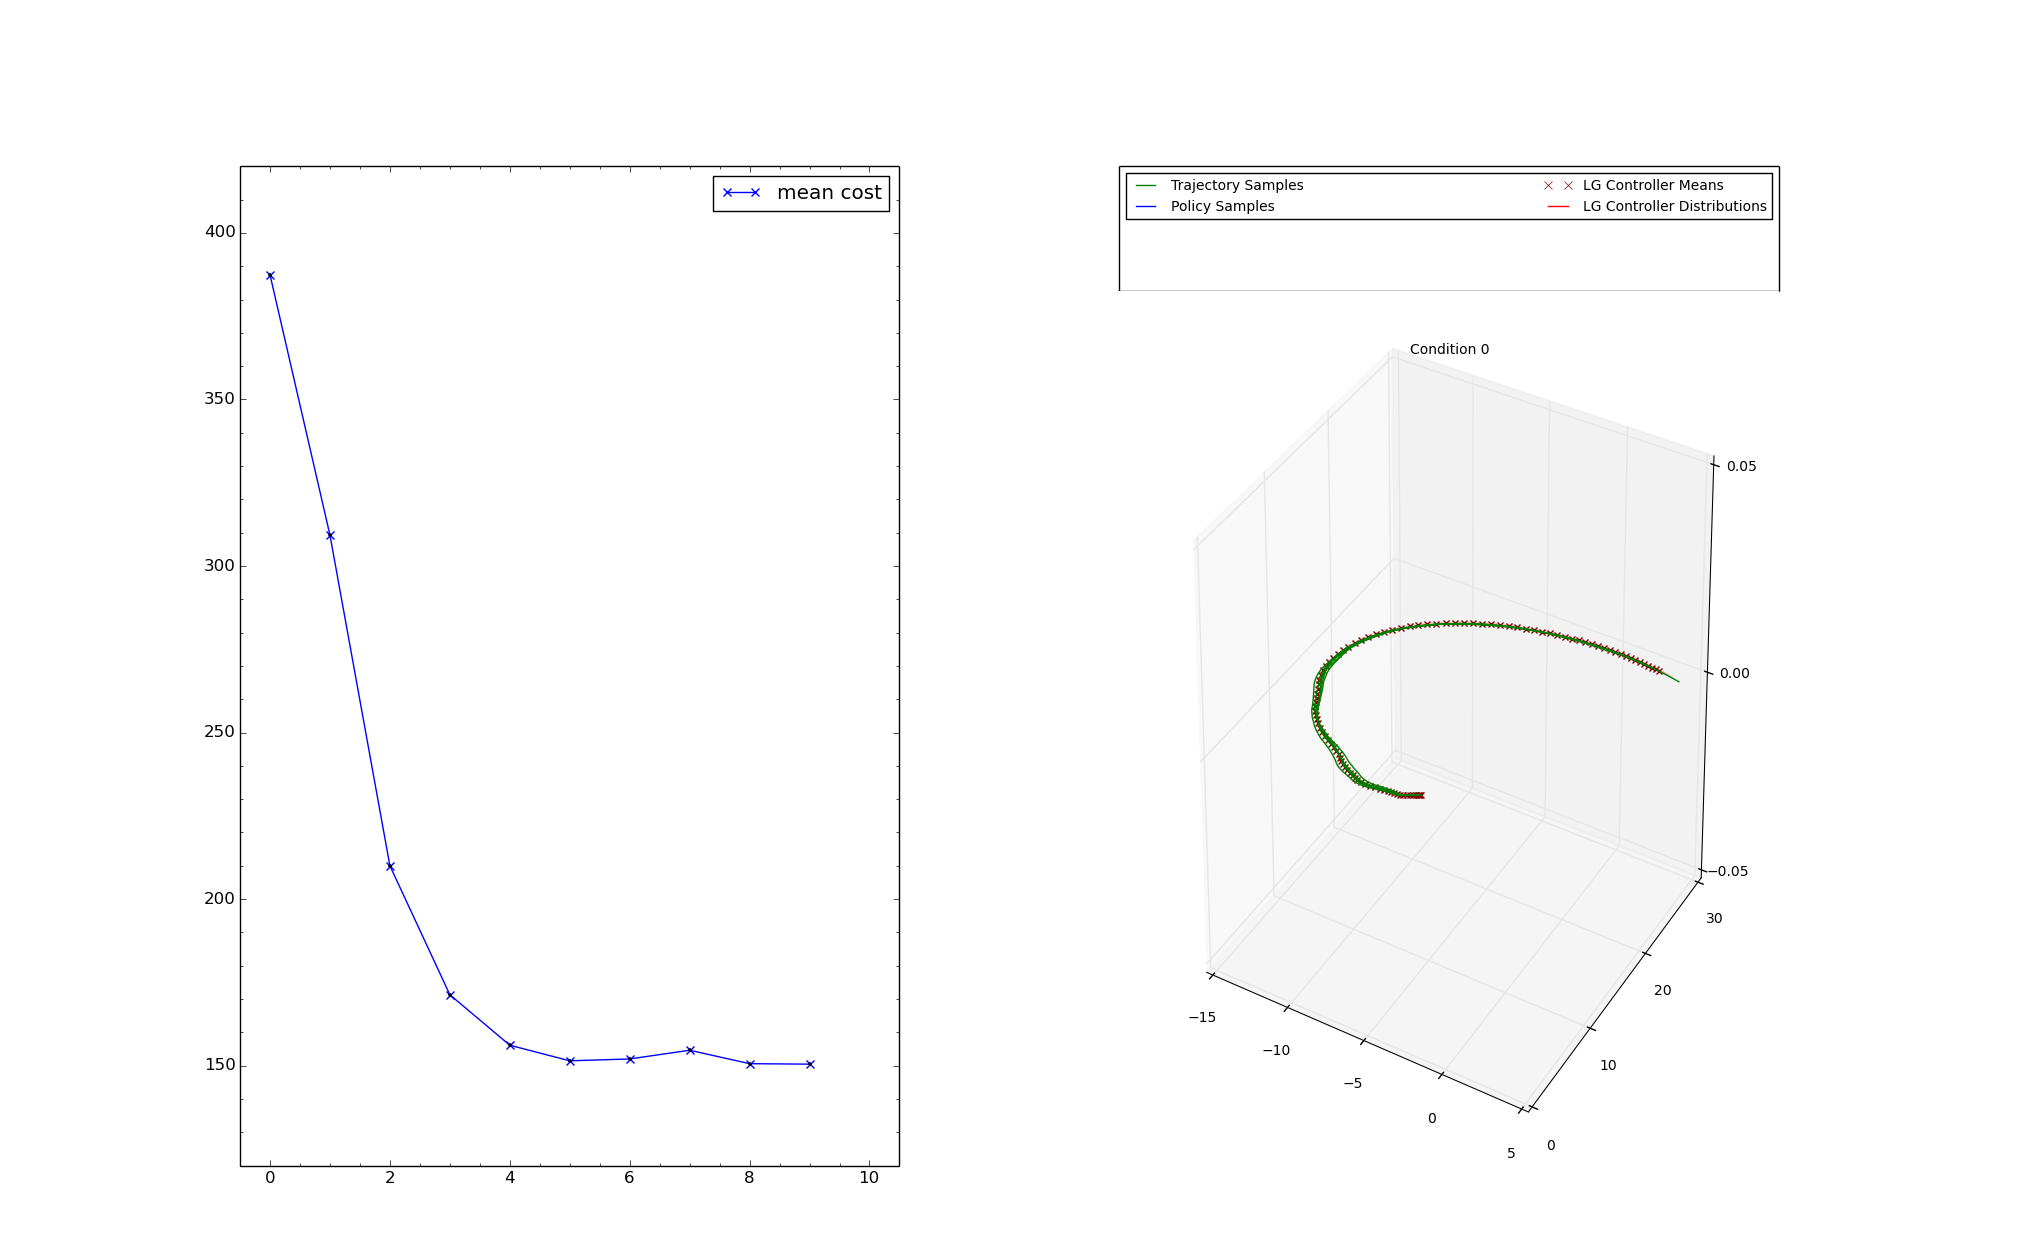 mean cost
400
350
300
250
200
150
0 2 4 6 8 10
Trajectory Samples
Policy Samples
LG Controller Means
LG Controller Distributions
Condition 0
0.05
0.00
−0.05
30
20
10
0
−15
−10
−5
0
5